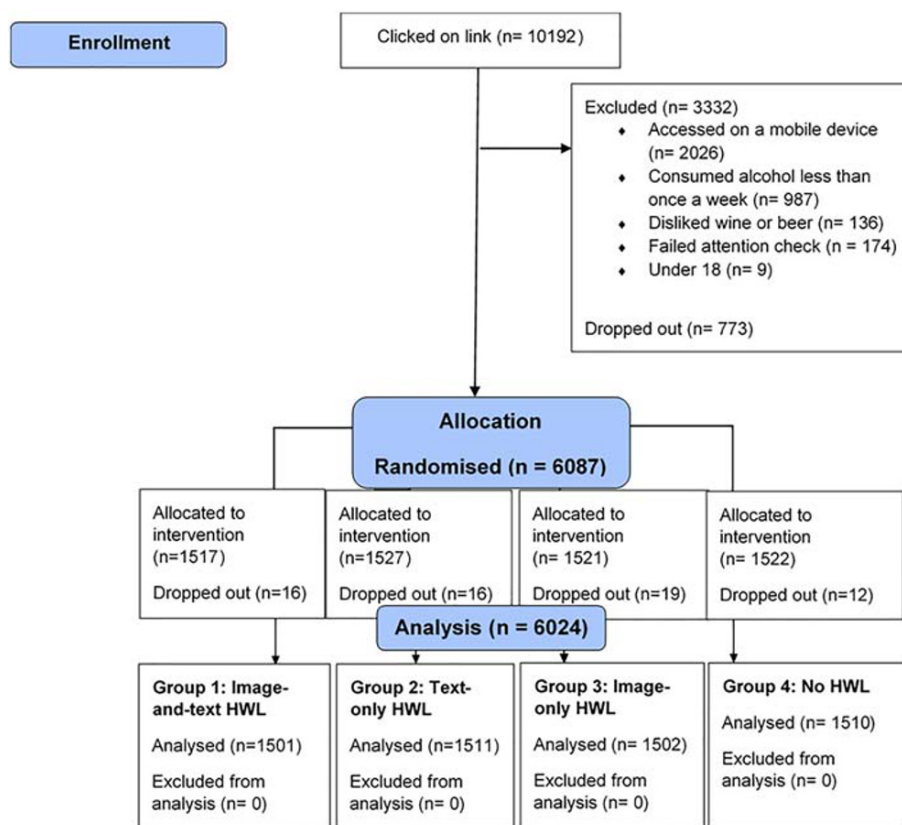 Enrollment
Clicked on link (n= 10192)
Excluded (n= 3332)
♦ Accessed on a mobile device
(n= 2026)
♦ Consumed alcohol less than
once a week (n= 987)
♦ Disliked wine or beer (n= 136)
♦ Failed attention check (n = 174)
♦ Under 18 (n= 9)
Dropped out (n= 773)
Allocation
Randomised (n = 6087)
Allocated to
intervention
(n=1517)
Dropped out (n=16)
Allocated to
intervention
(n=1527)
Dropped out (n=16)
Allocated to
intervention
(n= 1521)
Dropped out (n=19)
Allocated to
intervention
(n= 1522)
Dropped out (n=12)
Analysis (n = 6024)
Group 1: Image-
and-text HWL
Analysed (n=1501)
Excluded from
analysis (n= 0)
Group 2: Text-
only HWL
Analysed (n=1511)
Excluded from
analysis (n= 0)
Group 3: Image-
only HWL
Analysed (n= 1502)
Excluded from
analysis (n= 0)
Group 4: No HWL
Analysed (n= 1510)
Excluded from
analysis (n= 0)